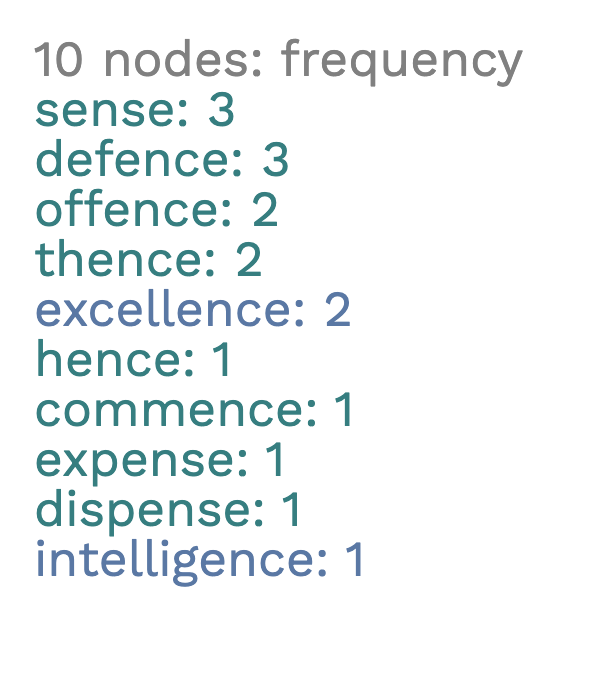 10 nodes: frequency
sense: 3
defence: 3
offence: 2
thence: 2
excellence: 2
hence: 1
commence: 1
expense: 1
dispense: 1
intelligence: 1